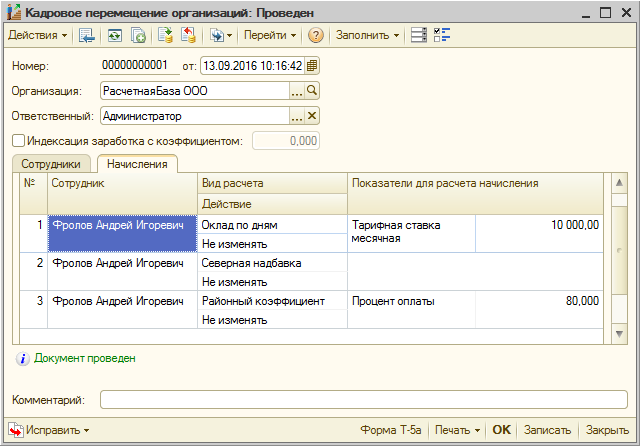 Кадровое перемещение организаций: Проведен
Действия Перейти ? Заполнить
Номер: 00000000001 от: 13.09.2016 10:16:42
Организация: РасчетнаяБаза ООО ...
Ответственный: Администратор ... ×
Индексация заработка с коэффициентом: 0,000
Сотрудники Начисления
№ Сотрудник Вид расчета Показатели для расчета начисления
Действие
1 Фролов Андрей Игоревич Оклад по дням Тарифная ставка 10 000,00
месячная
Не изменять
2 Фролов Андрей Игоревич Северная надбавка
Не изменять
3 Фролов Андрей Игоревич Районный коэффициент Процент оплаты 80,000
Не изменять
i Документ проведен
Комментарий:
Исправить Форма Т-5а Печать OK Записать Закрыть